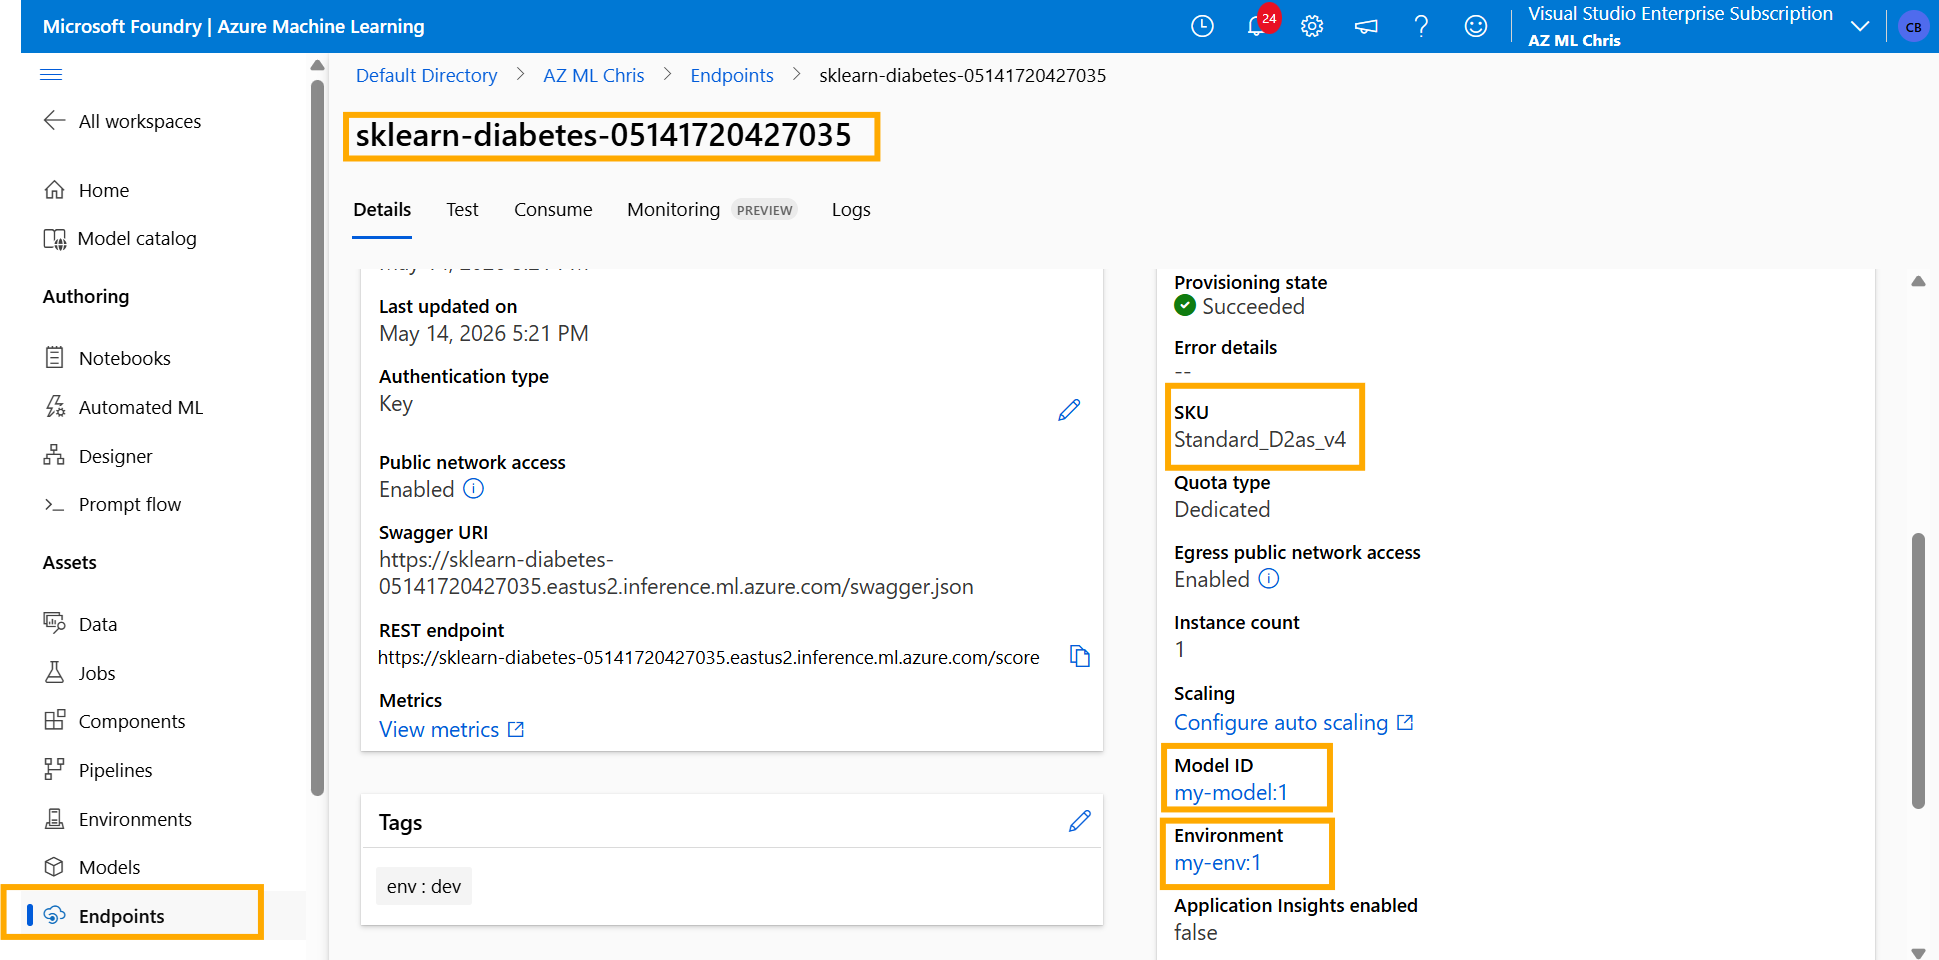 Microsoft Foundry | Azure Machine Learning
24
Visual Studio Enterprise Subscription
AZ ML Chris
CB
All workspaces
Home
Model catalog
Authoring
Notebooks
Automated ML
Designer
Prompt flow
Assets
Data
Jobs
Components
Pipelines
Environments
Models
Endpoints
Default Directory > AZ ML Chris > Endpoints > sklearn-diabetes-05141720427035
sklearn-diabetes-05141720427035
Details Test Consume Monitoring PREVIEW Logs
Last updated on
May 14, 2026 5:21 PM
Authentication type
Key
Public network access
Enabled
Swagger URI
https://sklearn-diabetes-
05141720427035.eastus2.inference.ml.azure.com/swagger.json
REST endpoint
https://sklearn-diabetes-05141720427035.eastus2.inference.ml.azure.com/score
Metrics
View metrics
Tags
env : dev
Provisioning state
Succeeded
Error details
--
SKU
Standard_D2as_v4
Quota type
Dedicated
Egress public network access
Enabled
Instance count
1
Scaling
Configure auto scaling
Model ID
my-model:1
Environment
my-env:1
Application Insights enabled
false